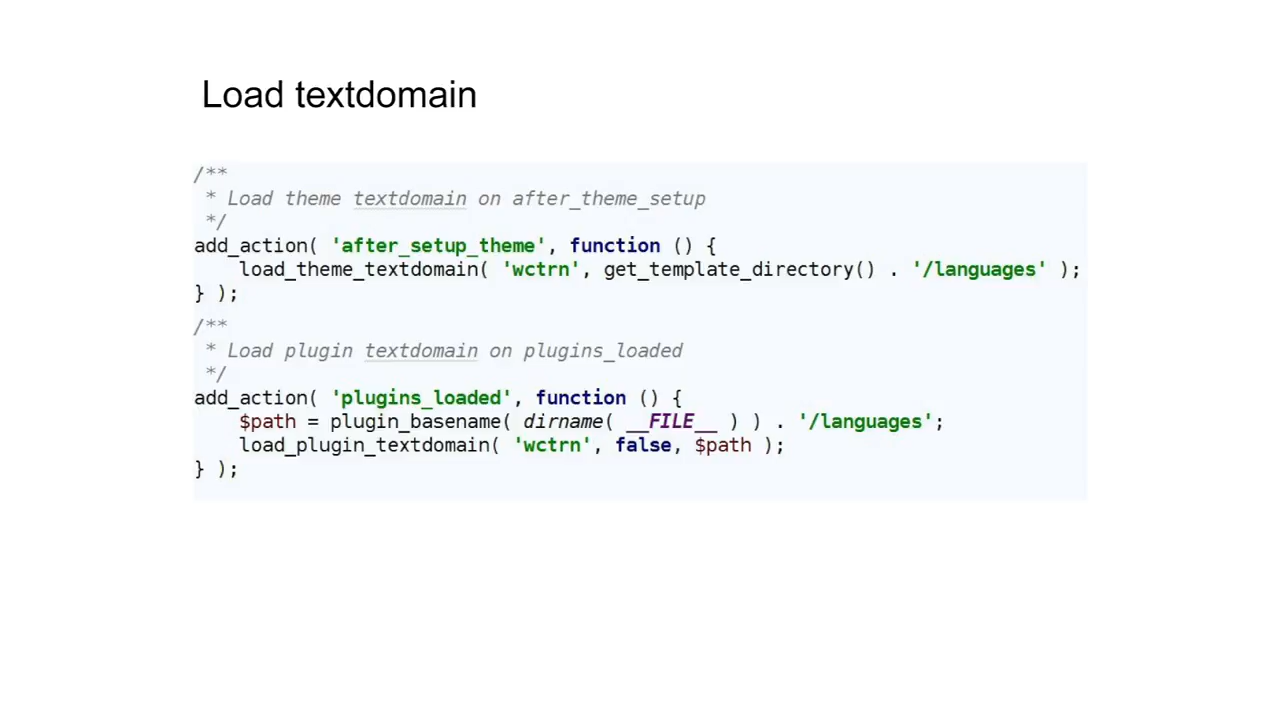 Load textdomain
/**
 * Load theme textdomain on after_theme_setup
 */
add_action( 'after_setup_theme', function () {
    load_theme_textdomain( 'wctrn', get_template_directory() . '/languages' );
} );
/**
 * Load plugin textdomain on plugins_loaded
 */
add_action( 'plugins_loaded', function () {
    $path = plugin_basename( dirname( __FILE__ ) ) . '/languages';
    load_plugin_textdomain( 'wctrn', false, $path );
} );